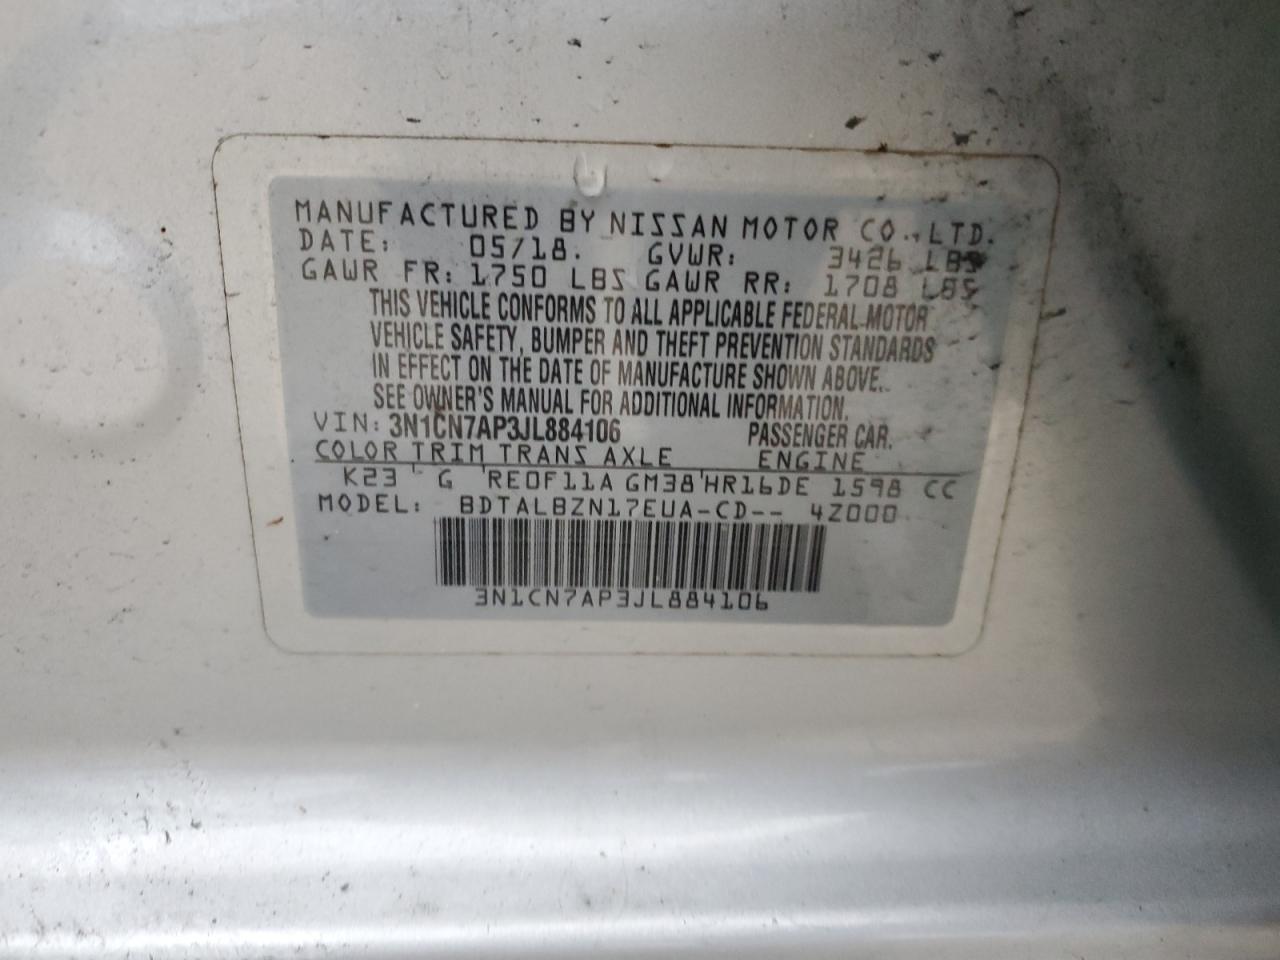 MANUFACTURED BY NISSAN MOTOR CO., LTD.
DATE: 05/18. GVWR: 3426 LBS
GAWR FR: 1750 LBS GAWR RR: 1708 LBS
THIS VEHICLE CONFORMS TO ALL APPLICABLE FEDERAL MOTOR
VEHICLE SAFETY, BUMPER AND THEFT PREVENTION STANDARDS
IN EFFECT ON THE DATE OF MANUFACTURE SHOWN ABOVE.
SEE OWNER'S MANUAL FOR ADDITIONAL INFORMATION.
VIN: 3N1CN7AP3JL884106 PASSENGER CAR.
COLOR TRIM TRANS AXLE ENGINE
K23 G RE0F11A GM38 HR16DE 1598 CC
MODEL: BDTALBZN17EUA-CD-- 4Z000
3N1CN7AP3JL884106